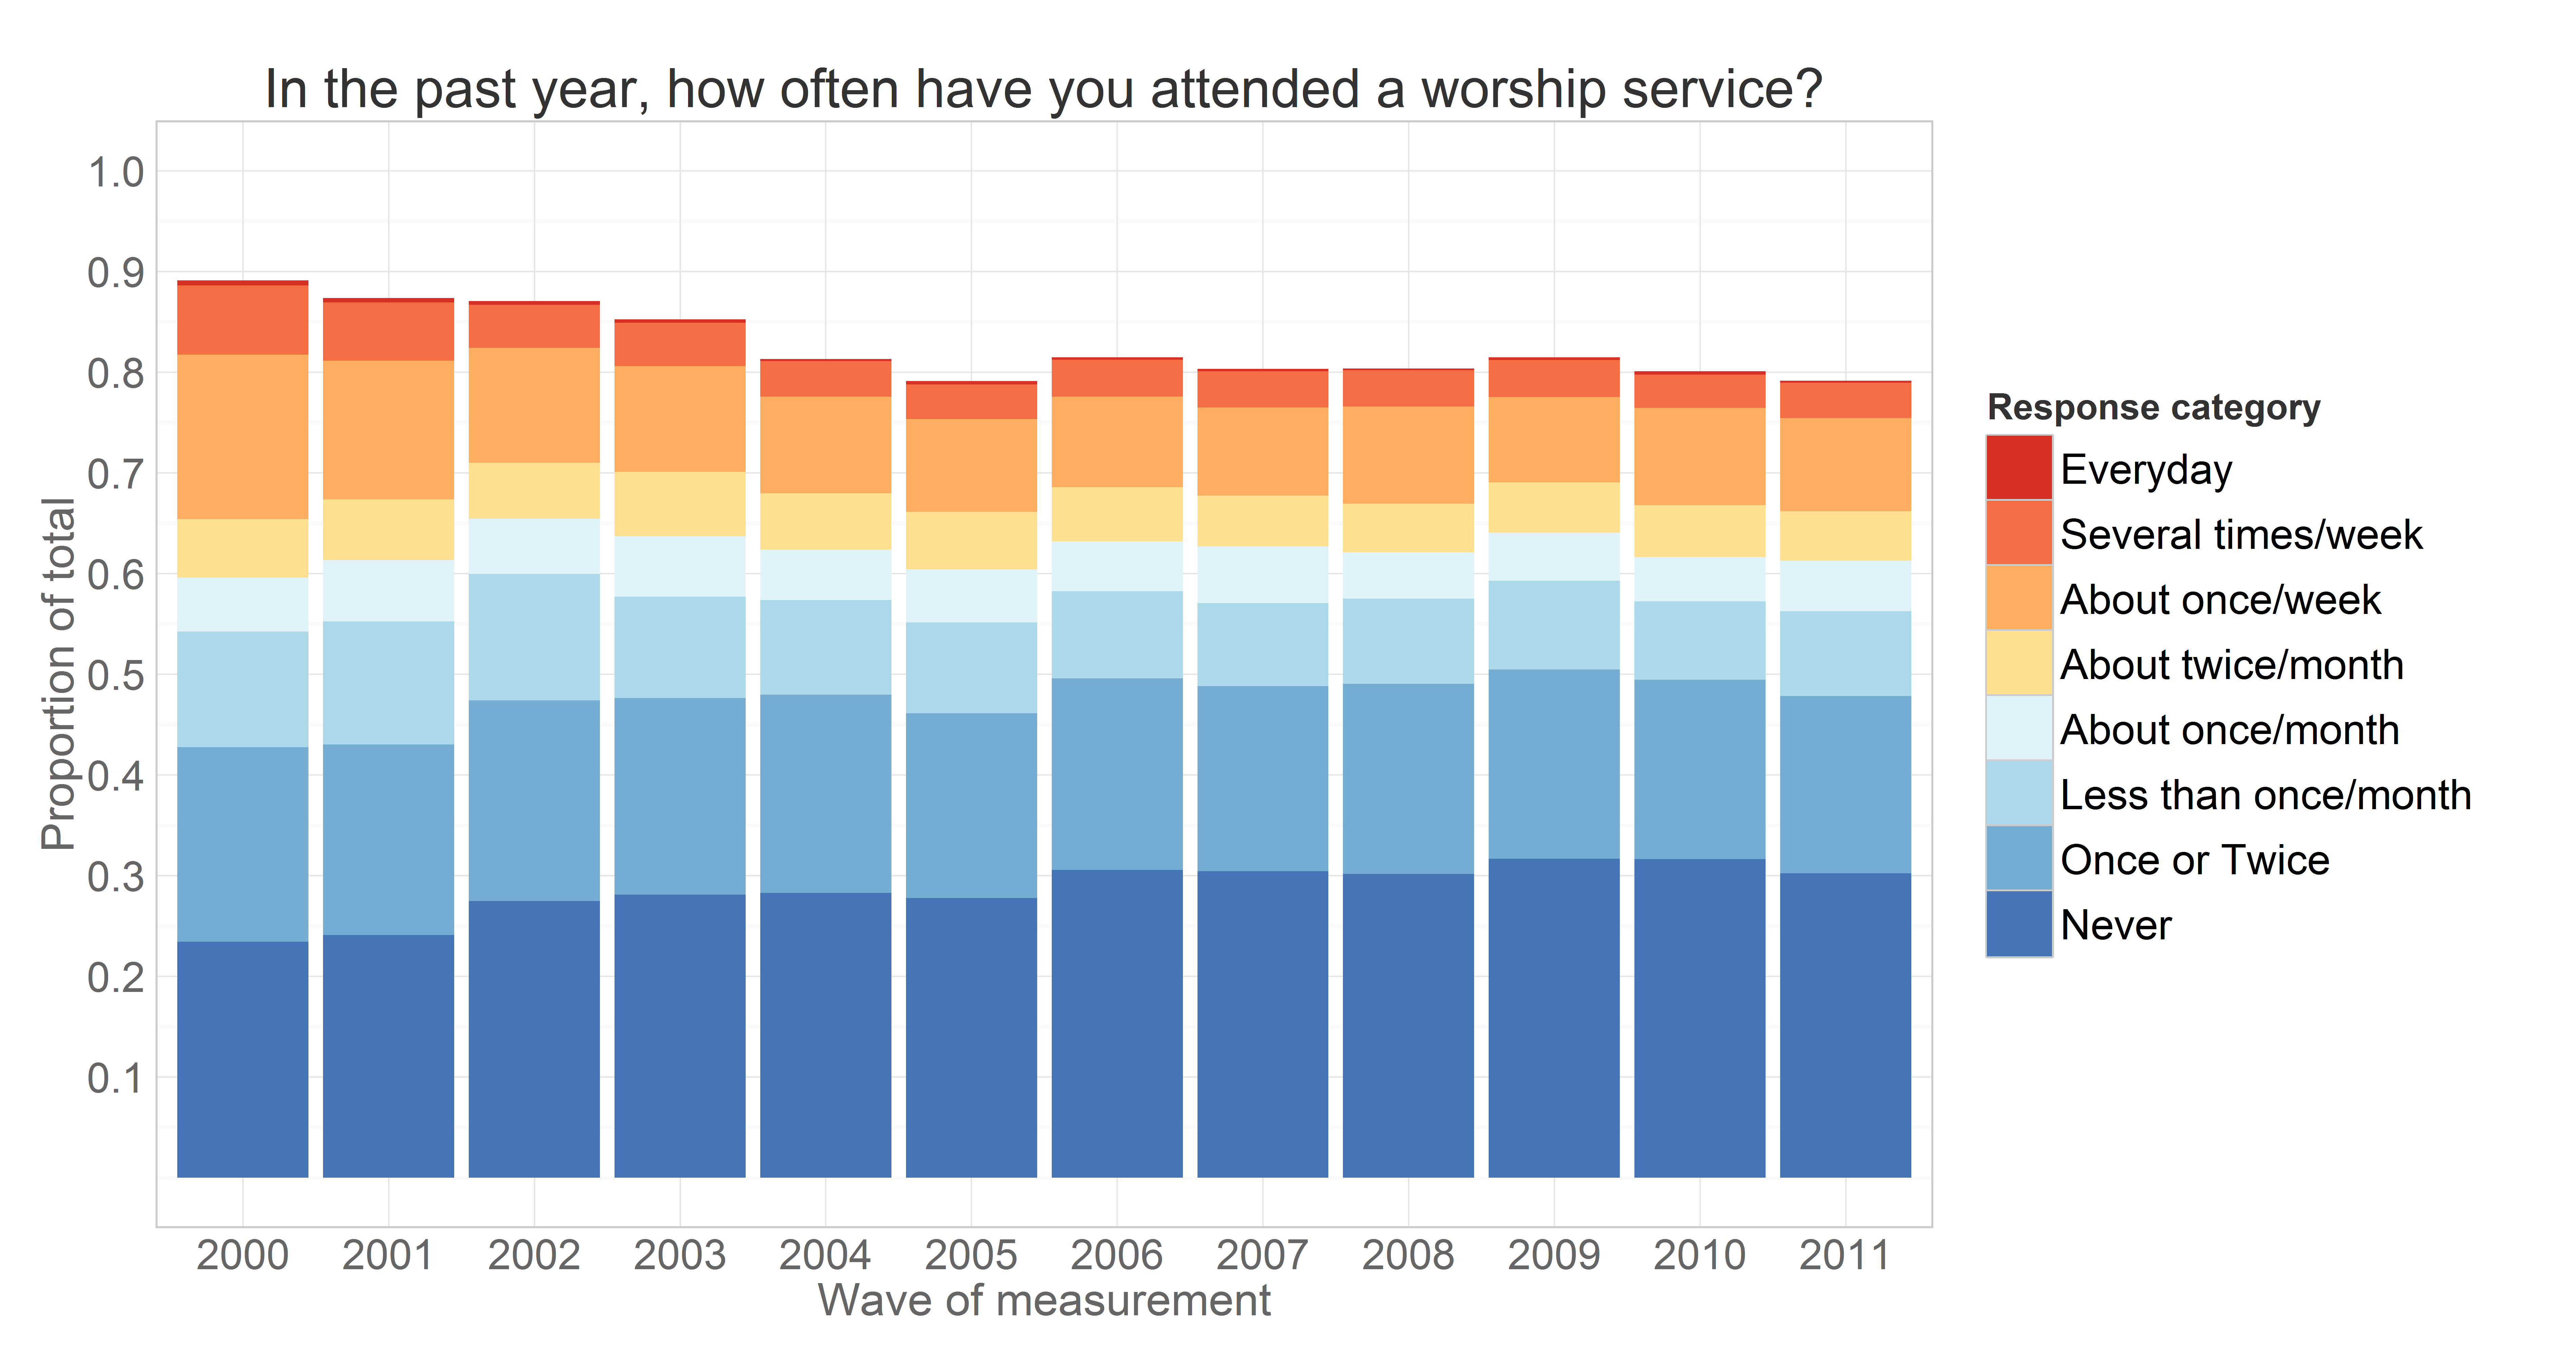 In the past year, how often have you attended a worship service?
1.0
0.9
0.8
0.7
0.6
0.5
0.4
0.3
0.2
0.1
Proportion of total
2000 2001 2002 2003 2004 2005 2006 2007 2008 2009 2010 2011
Wave of measurement
Response category
Everyday
Several times/week
About once/week
About twice/month
About once/month
Less than once/month
Once or Twice
Never